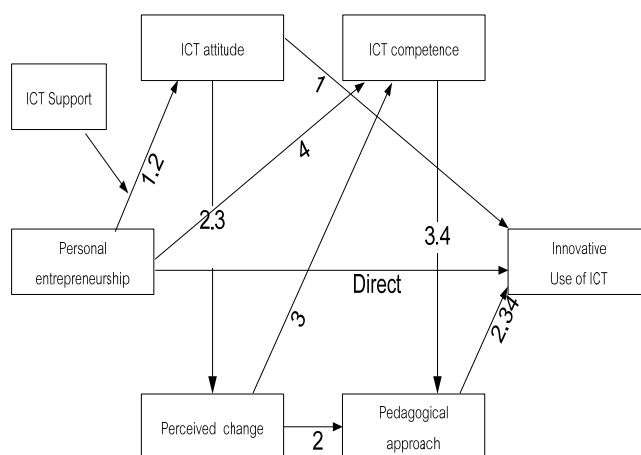 ICT attitude
ICT competence
ICT Support
1
1.2
4
2.3
3.4
Personal
entrepreneurship
Innovative
Use of ICT
Direct
3
2.34
Perceived change
2
Pedagogical
approach